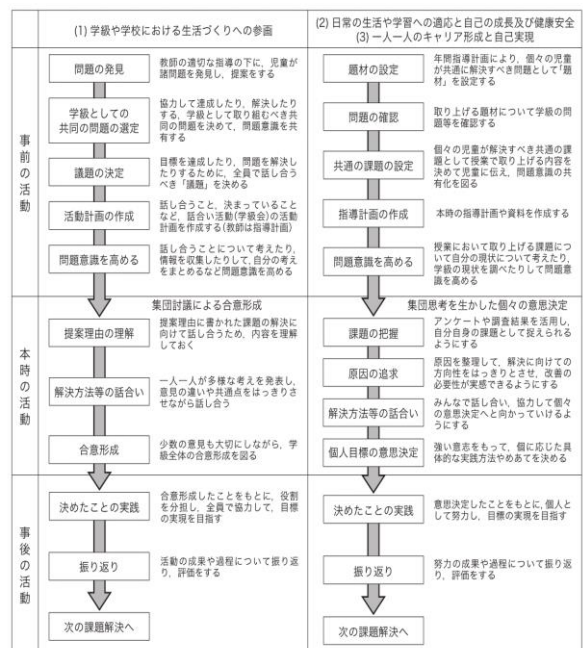 (1) 学級や学校における生活づくりへの参画
(2) 日常の生活や学習への適応と自己の成長及び健康安全
(3) 一人一人のキャリア形成と自己実現
事前の活動
問題の発見
教師の適切な指導の下に，児童が
諸問題を発見し，提案をする
学級としての
共同の問題の選定
協力して達成したり，解決したり
する，学級として取り組むべき共
同の問題を決めて，問題意識を共
有する
議題の決定
目標を達成したり，問題を解決し
たりするために，全員で話し合う
べき「議題」を決める
活動計画の作成
話し合うこと，決まっていること
など，話合い活動(学級会)の活動
計画を作成する(教師は指導計画)
問題意識を高める
話し合うことについて考えたり，
情報を収集したりして，自分の考え
をまとめるなど問題意識を高める
題材の設定
年間指導計画により，個々の児童
が共通に解決すべき問題として「題
材」を設定する
問題の確認
取り上げる題材について学級の問
題等を確認する
共通の課題の設定
個々の児童が解決すべき共通の課
題として授業で取り上げる内容を
決めて児童に伝え，問題意識の共
有化を図る
指導計画の作成
本時の指導計画や資料を作成する
問題意識を高める
授業において取り上げる課題につ
いて自分の現状について考えたり，
学級の現状を調べたりして問題意
識を高める
本時の活動
集団討議による合意形成
提案理由の理解
提案理由に書かれた課題の解決に
向けて話し合うため，内容を理解
しておく
解決方法等の話合い
一人一人が多様な考えを発表し，
意見の違いや共通点をはっきりさ
せながら話し合う
合意形成
少数の意見も大切にしながら，学
級全体の合意形成を図る
集団思考を生かした個々の意思決定
課題の把握
アンケートや調査結果を活用し，
自分自身の課題として捉えられる
ようにする
原因の追求
原因を整理して，解決に向けての
方向性をはっきりとさせ，改善の
必要性が実感できるようにする
解決方法等の話合い
みんなで話し合い，協力して個々
の意思決定へと向かっていけるよ
うにする
個人目標の意思決定
強い意志をもって，個に応じた具
体的な実践方法やめあてを決める
事後の活動
決めたことの実践
合意形成したことをもとに，役割
を分担し，全員で協力して，目標
の実現を目指す
振り返り
活動の成果や過程について振り返
り，評価をする
次の課題解決へ
決めたことの実践
意思決定したことをもとに，個人と
して努力し，目標の実現を目指す
振り返り
努力の成果や過程について振り返
り，評価をする
次の課題解決へ